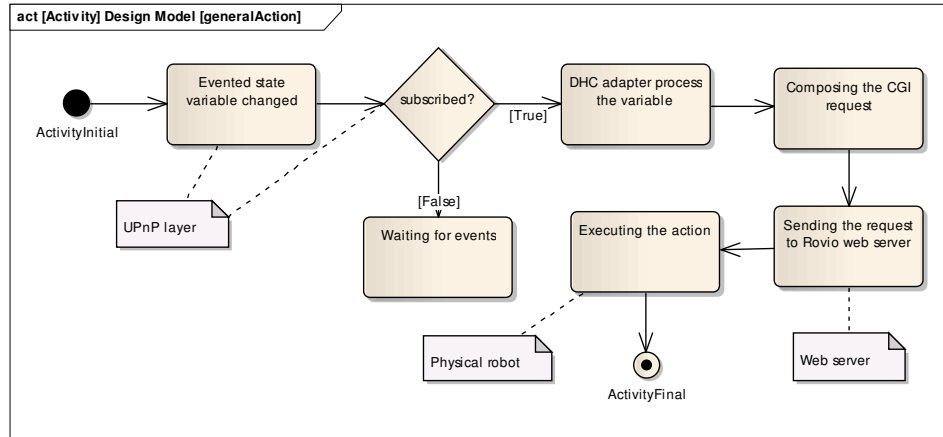 act [Activity] Design Model [generalAction]
Evented state
variable changed
subscribed?
DHC adapter process
the variable
Composing the CGI
request
[True]
ActivityInitial
[False]
UPnP layer
Waiting for events
Executing the action
Sending the request
to Rovio web server
Physical robot
Web server
ActivityFinal